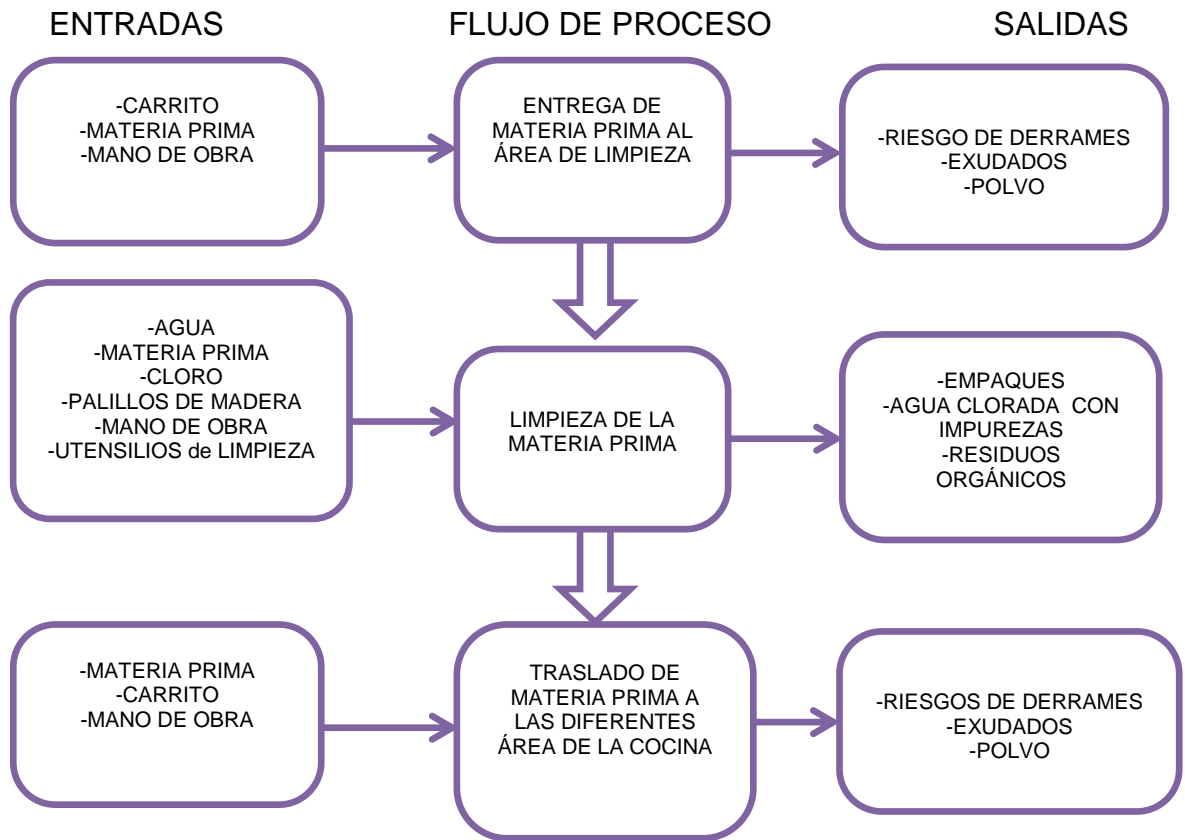 ENTRADAS
FLUJO DE PROCESO
SALIDAS
-CARRITO
-MATERIA PRIMA
-MANO DE OBRA
ENTREGA DE
MATERIA PRIMA AL
ÁREA DE LIMPIEZA
-RIESGO DE DERRAMES
-EXUDADOS
-POLVO
-AGUA
-MATERIA PRIMA
-CLORO
-PALILLOS DE MADERA
-MANO DE OBRA
-UTENSILIOS de LIMPIEZA
LIMPIEZA DE LA
MATERIA PRIMA
-EMPAQUES
-AGUA CLORADA CON
IMPUREZAS
-RESIDUOS
ORGÁNICOS
-MATERIA PRIMA
-CARRITO
-MANO DE OBRA
TRASLADO DE
MATERIA PRIMA A
LAS DIFERENTES
ÁREA DE LA COCINA
-RIESGOS DE DERRAMES
-EXUDADOS
-POLVO